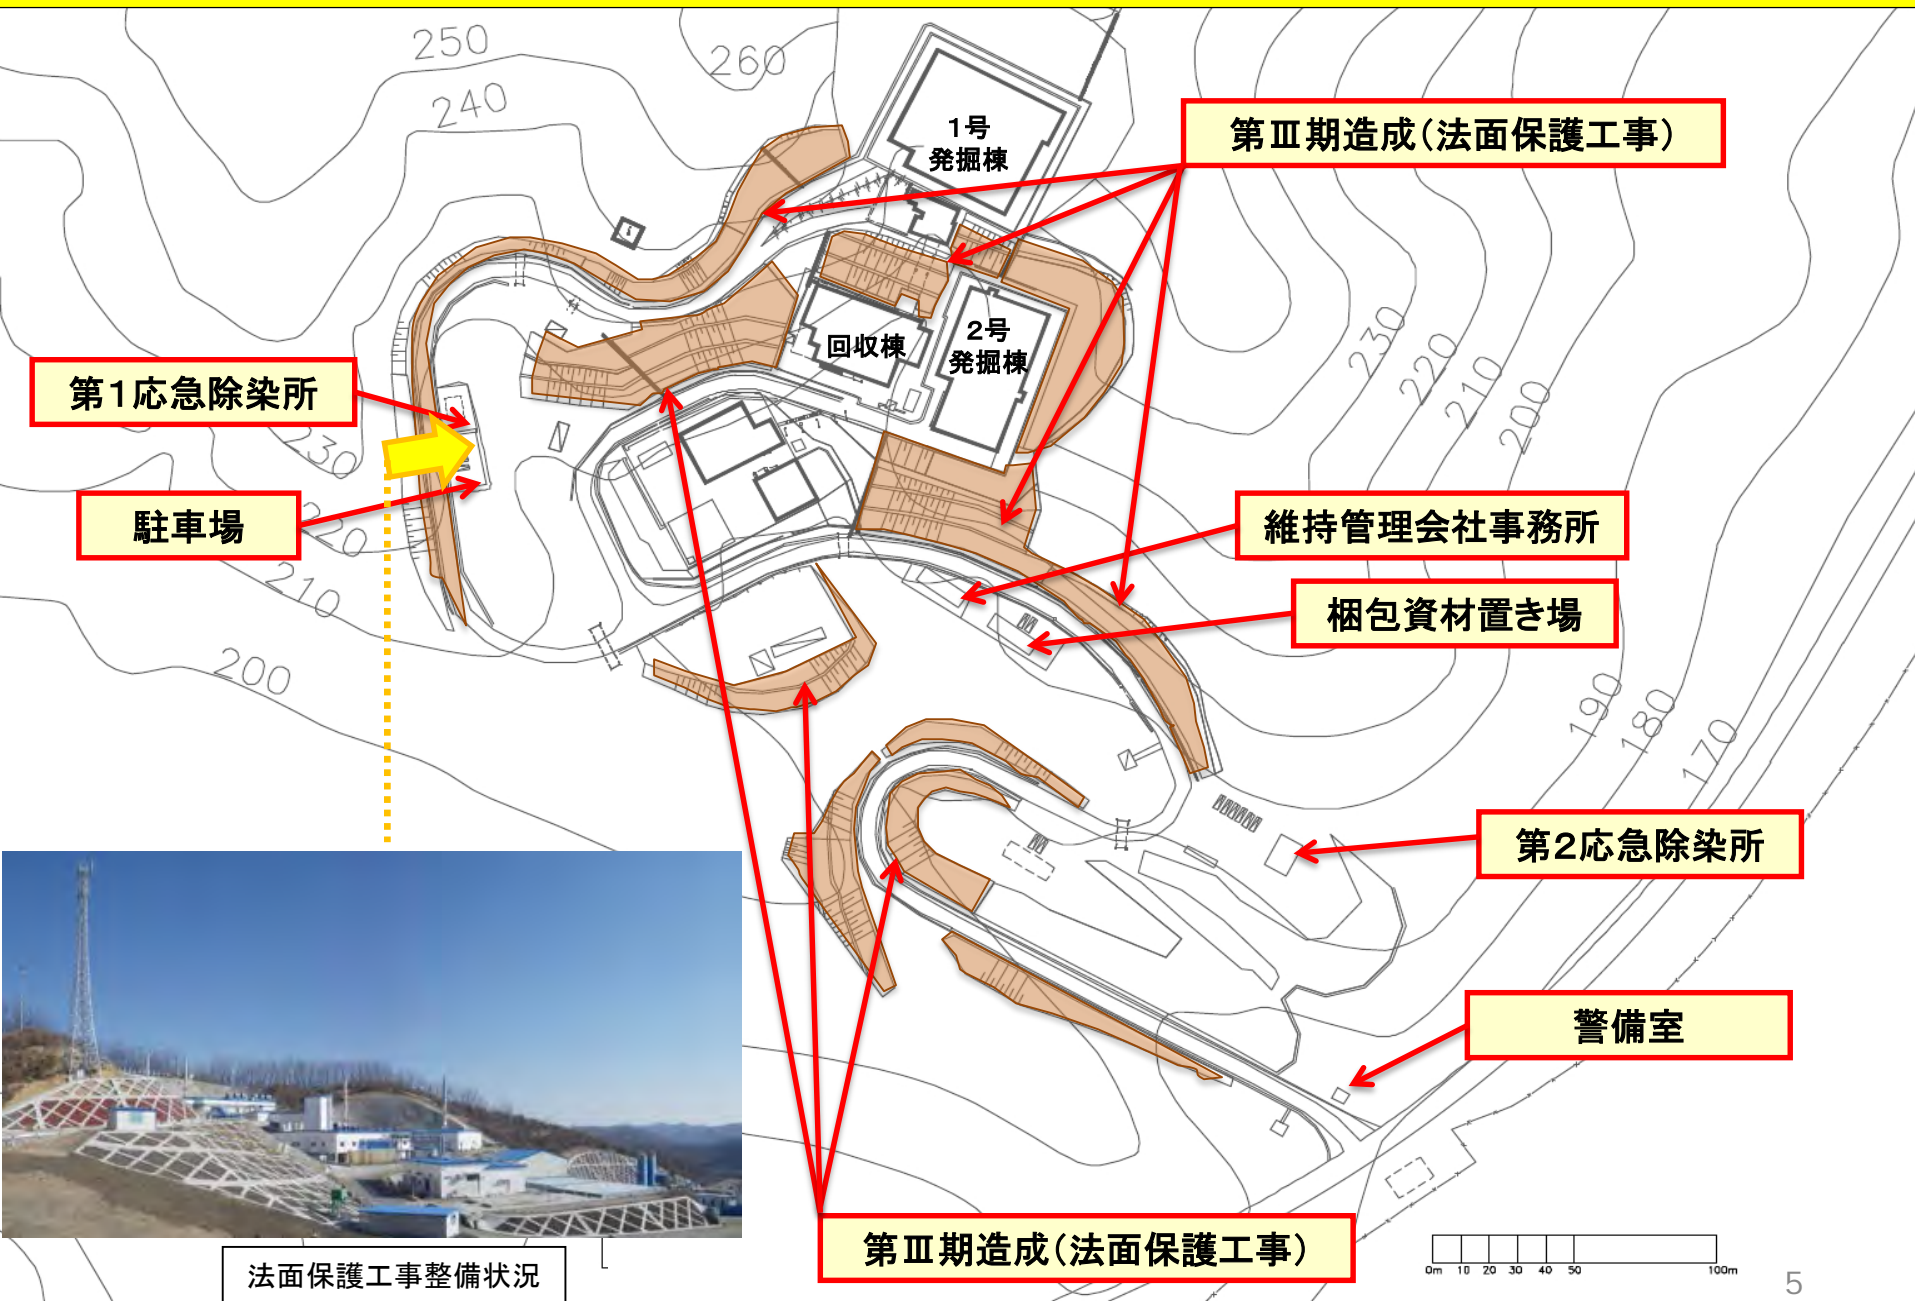 250
260
240
1号
発掘棟
第Ⅲ期造成(法面保護工事)
回収棟
2号
発掘棟
230
220
210
200
第1応急除染所
230
駐車場
220
210
200
維持管理会社事務所
梱包資材置き場
190
180
170
第2応急除染所
警備室
第Ⅲ期造成(法面保護工事)
法面保護工事整備状況
0m 10 20 30 40 50 100m
5